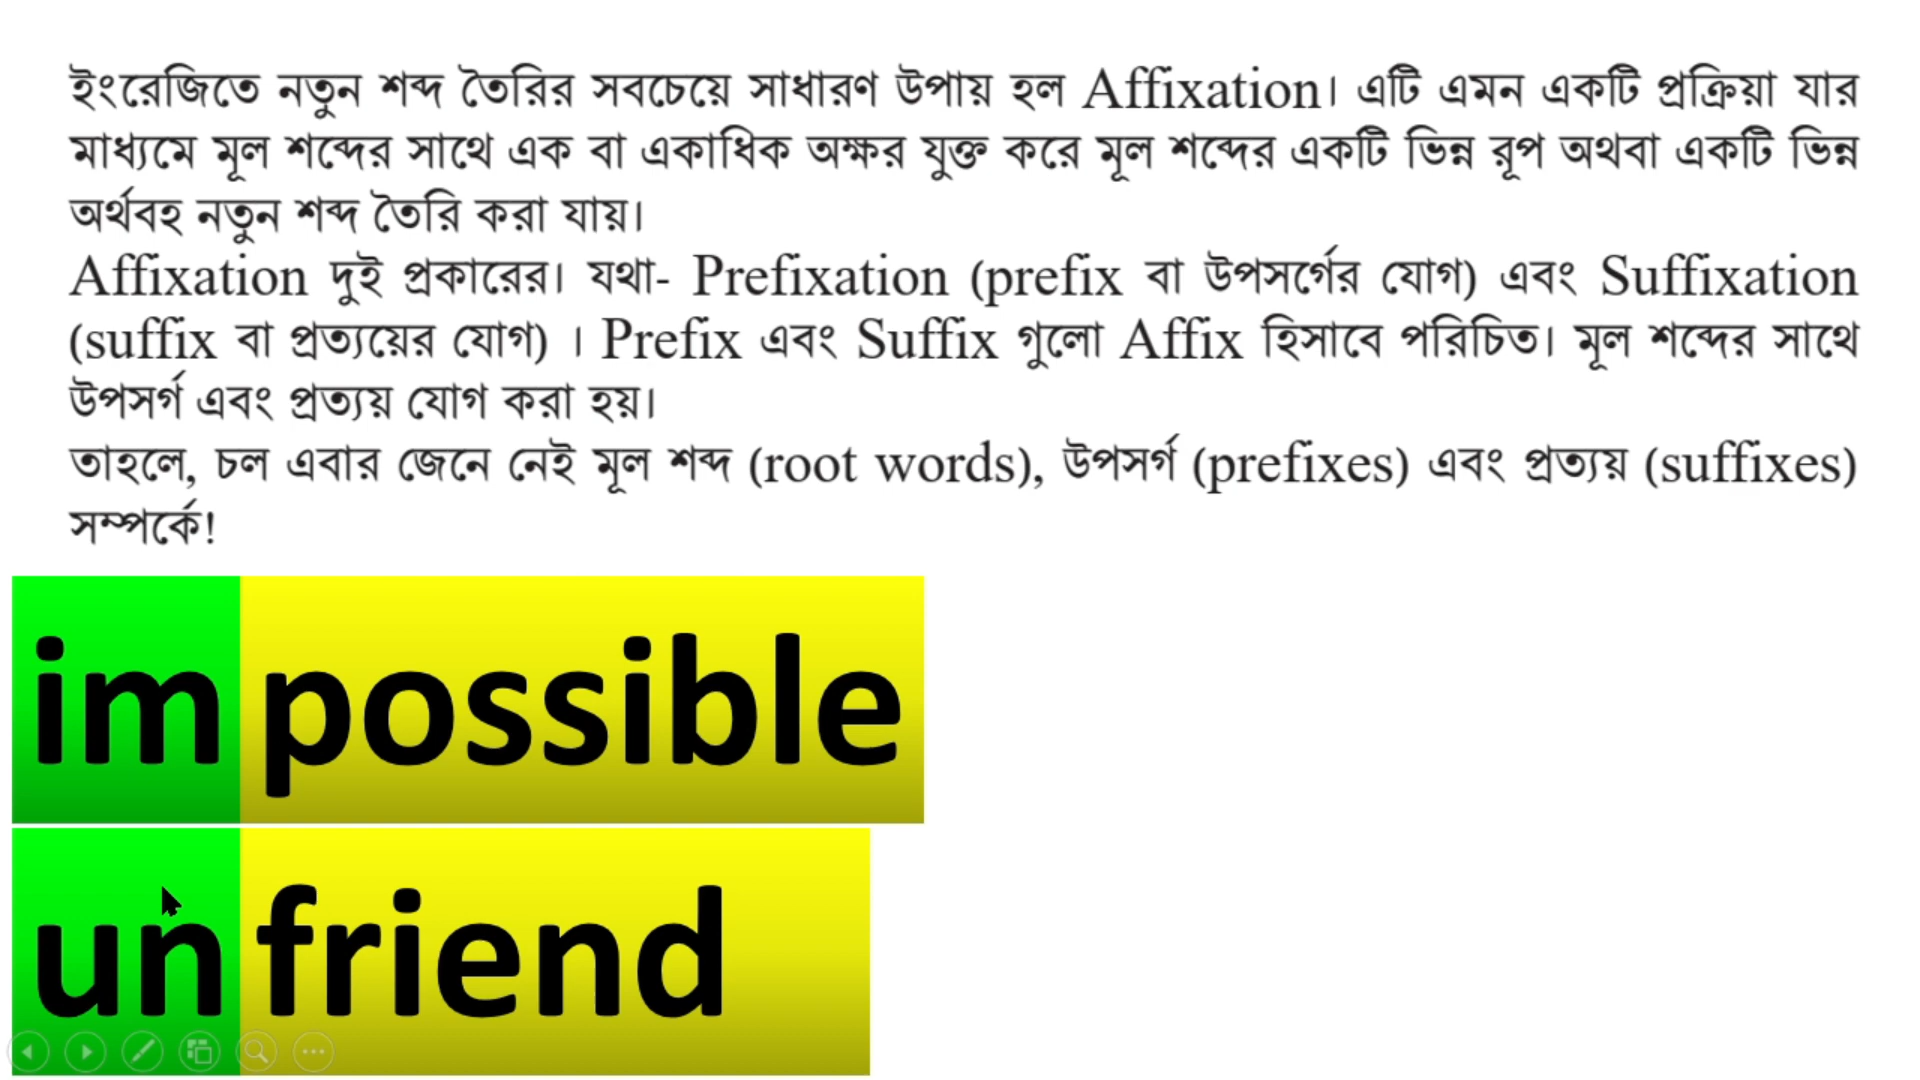 ইংরেজিতে নতুন শব্দ তৈরির সবচেয়ে সাধারণ উপায় হল Affixation। এটি এমন একটি প্রক্রিয়া যার
মাধ্যমে মূল শব্দের সাথে এক বা একাধিক অক্ষর যুক্ত করে মূল শব্দের একটি ভিন্ন রূপ অথবা একটি ভিন্ন
অর্থবহ নতুন শব্দ তৈরি করা যায়।
Affixation দুই প্রকারের। যথা- Prefixation (prefix বা উপসর্গের যোগ) এবং Suffixation
(suffix বা প্রত্যয়ের যোগ) । Prefix এবং Suffix গুলো Affix হিসাবে পরিচিত। মূল শব্দের সাথে
উপসর্গ এবং প্রত্যয় যোগ করা হয়।
তাহলে, চল এবার জেনে নেই মূল শব্দ (root words), উপসর্গ (prefixes) এবং প্রত্যয় (suffixes)
সম্পর্কে!
im possible
un friend